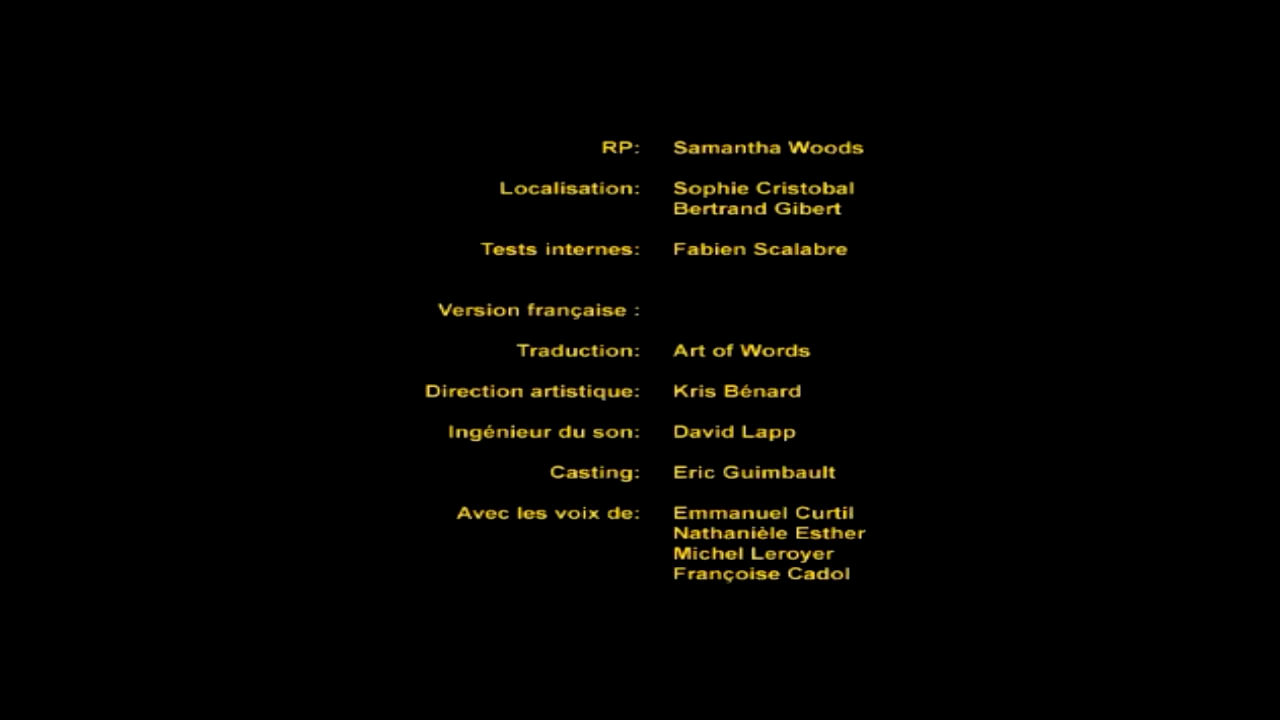 RP: Samantha Woods
Localisation: Sophie Cristobal
Bertrand Gibert
Tests internes: Fabien Scalabre
Version française :
Traduction: Art of Words
Direction artistique: Kris Bénard
Ingénieur du son: David Lapp
Casting: Eric Guimbault
Avec les voix de: Emmanuel Curtil
Nathanièle Esther
Michel Leroyer
Françoise Cadol